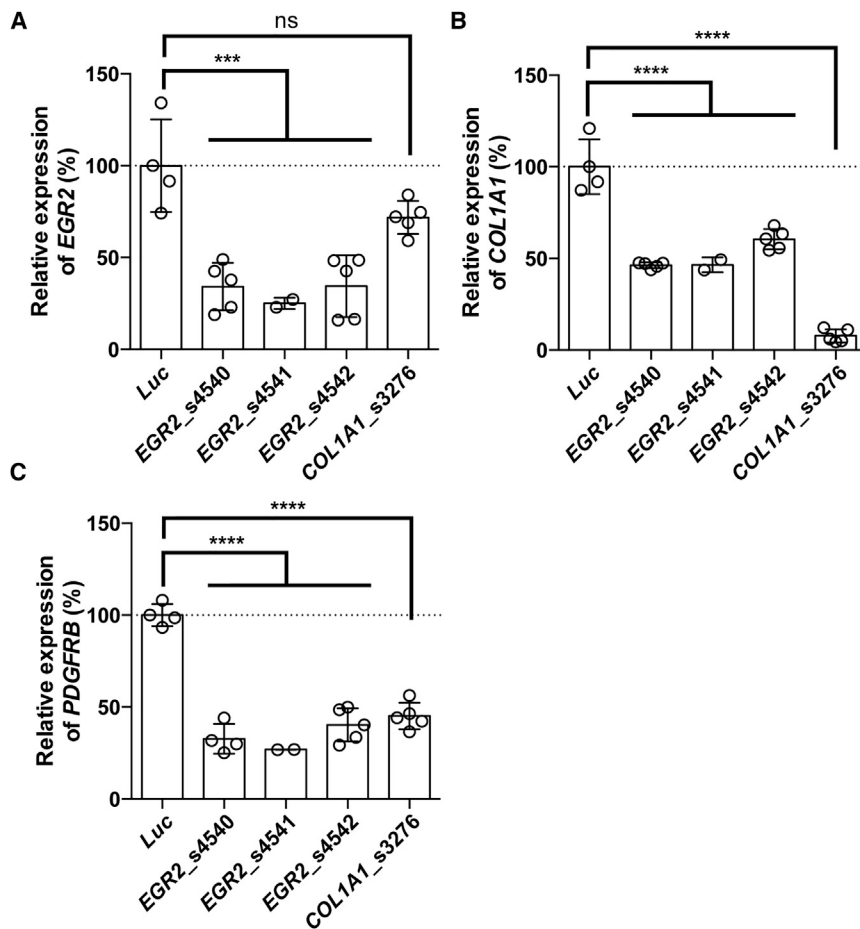 A
ns
***
150
100
50
0
Relative expression
of EGR2 (%)
Luc
EGR2_s4540
EGR2_s4541
EGR2_s4542
COL1A1_s3276
B
****
****
150
100
50
0
Relative expression
of COL1A1 (%)
Luc
EGR2_s4540
EGR2_s4541
EGR2_s4542
COL1A1_s3276
C
****
****
150
100
50
0
Relative expression
of PDGFRB (%)
Luc
EGR2_s4540
EGR2_s4541
EGR2_s4542
COL1A1_s3276